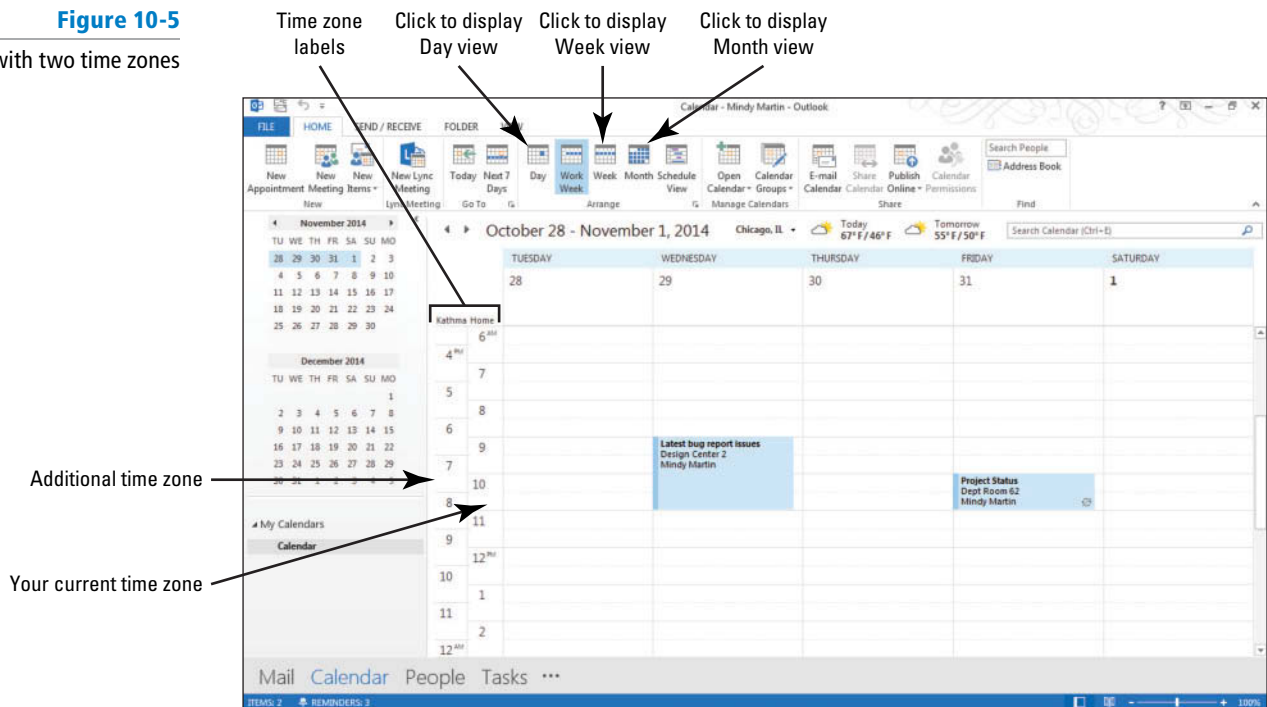 Figure 10-5
with two time zones
Time zone labels
Click to display Day view
Click to display Week view
Click to display Month view
Calendar - Mindy Martin - Outlook
FILE HOME SEND / RECEIVE FOLDER
New Appointment
New Meeting
New Items
New Lync Meeting
Today
Next 7 Days
Day
Work Week
Week
Month
Schedule View
Open Calendar
Calendar Groups
E-mail Calendar
Share Calendar
Publish Online
Calendar Permissions
Search People
Address Book
New
Lync Meeting
Go To
Arrange
Manage Calendars
Share
Find
November 2014
TU WE TH FR SA SU MO
28 29 30 31 1 2 3
4 5 6 7 8 9 10
11 12 13 14 15 16 17
18 19 20 21 22 23 24
25 26 27 28 29 30
December 2014
TU WE TH FR SA SU MO
1
2 3 4 5 6 7 8
9 10 11 12 13 14 15
16 17 18 19 20 21 22
23 24 25 26 27 28 29
30 31 1 2 3 4 5
My Calendars
Calendar
October 28 - November 1, 2014
Chicago, IL
Today
67° F / 46° F
Tomorrow
55° F / 50° F
Search Calendar (Ctrl+E)
TUESDAY WEDNESDAY THURSDAY FRIDAY SATURDAY
28 29 30 31 1
Kathma Home
6 AM
4 PM
7
5
8
6
9
7
10
8
11
9
12 PM
10
1
11
2
12 AM
Latest bug report issues
Design Center 2
Mindy Martin
Project Status
Dept Room 62
Mindy Martin
Additional time zone
Your current time zone
Mail Calendar People Tasks ···
ITEMS: 2 REMINDERS: 3
100%